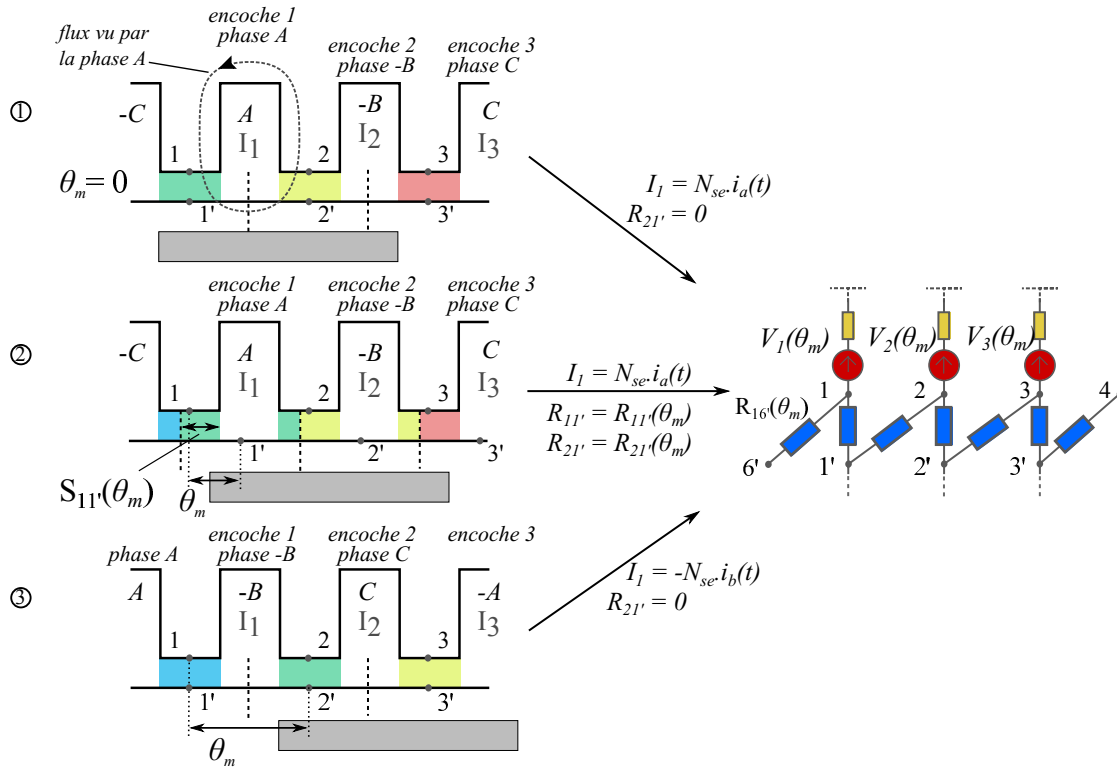 flux vu par
la phase A
encoche 1
phase A
encoche 2
phase -B
encoche 3
phase C
①
-C
A
-B
C
I₁
I₂
I₃
1
2
3
θₘ= 0
1'
2'
3'
I₁ = Nₛₑ.iₐ(t)
R₂₁' = 0
encoche 1
phase A
encoche 2
phase -B
encoche 3
phase C
②
-C
A
-B
C
I₁
I₂
I₃
1
2
3
1'
2'
3'
S₁₁'(θₘ)
θₘ
I₁ = Nₛₑ.iₐ(t)
R₁₁' = R₁₁'(θₘ)
R₂₁' = R₂₁'(θₘ)
V₁(θₘ)
V₂(θₘ)
V₃(θₘ)
1
2
3
4
R₁₆'(θₘ)
6'
1'
2'
3'
phase A
encoche 1
phase -B
encoche 2
phase C
encoche 3
③
A
-B
C
-A
I₁
I₂
I₃
1
2
3
1'
2'
3'
θₘ
I₁ = -Nₛₑ.i_b(t)
R₂₁' = 0